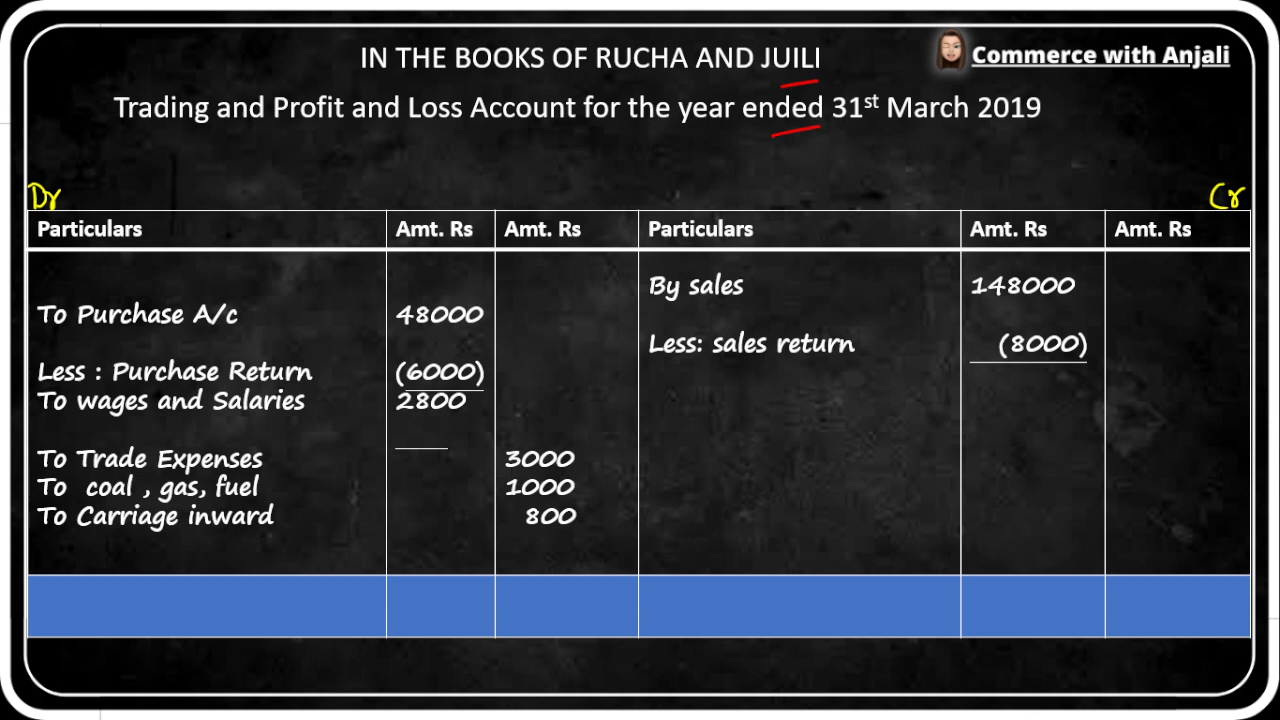 IN THE BOOKS OF RUCHA AND JUILI
Commerce with Anjali
Trading and Profit and Loss Account for the year ended 31st March 2019
Dr Cr
Particulars Amt. Rs Amt. Rs Particulars Amt. Rs Amt. Rs
By sales 148000
To Purchase A/c 48000
Less: sales return (8000)
Less : Purchase Return (6000)
To wages and Salaries 2800
To Trade Expenses 3000
To coal , gas, fuel 1000
To Carriage inward 800